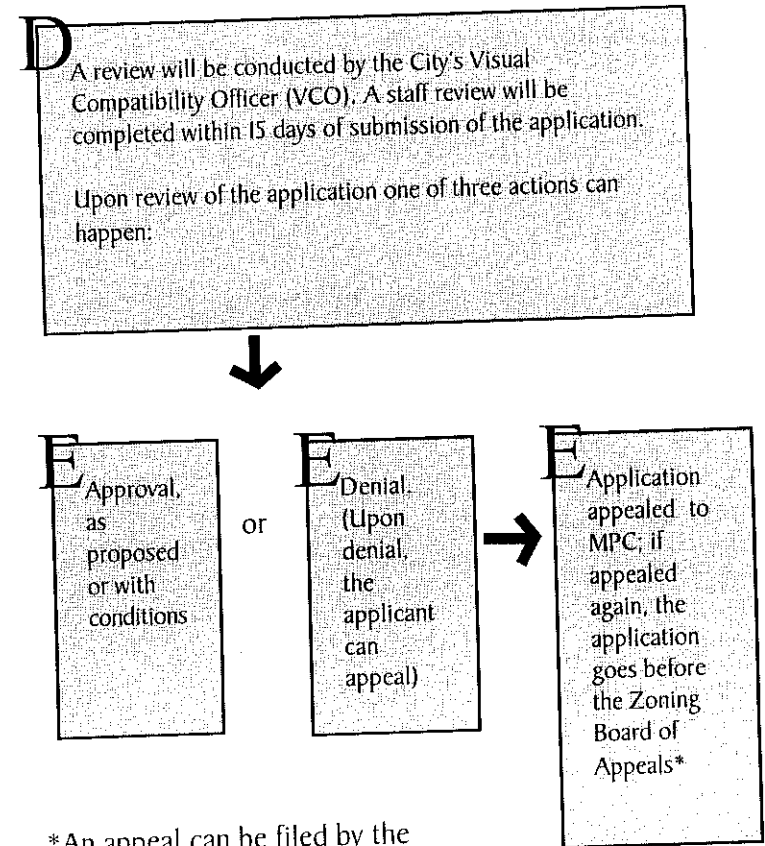 D
A review will be conducted by the City's Visual
Compatibility Officer (VCO). A staff review will be
completed within 15 days of submission of the application.
Upon review of the application one of three actions can
happen:
E
Approval,
as
proposed
or with
conditions
or
E
Denial.
(Upon
denial,
the
applicant
can
appeal)
E
Application
appealed to
MPC; if
appealed
again, the
application
goes before
the Zoning
Board of
Appeals*
*An appeal can be filed by the